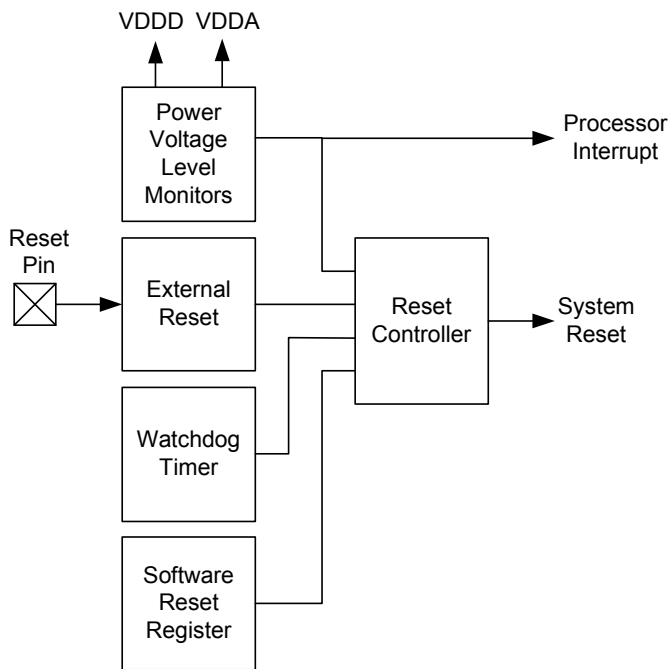 VDDD VDDA
Power
Voltage
Level
Monitors
Processor
Interrupt
Reset
Pin
External
Reset
Reset
Controller
System
Reset
Watchdog
Timer
Software
Reset
Register